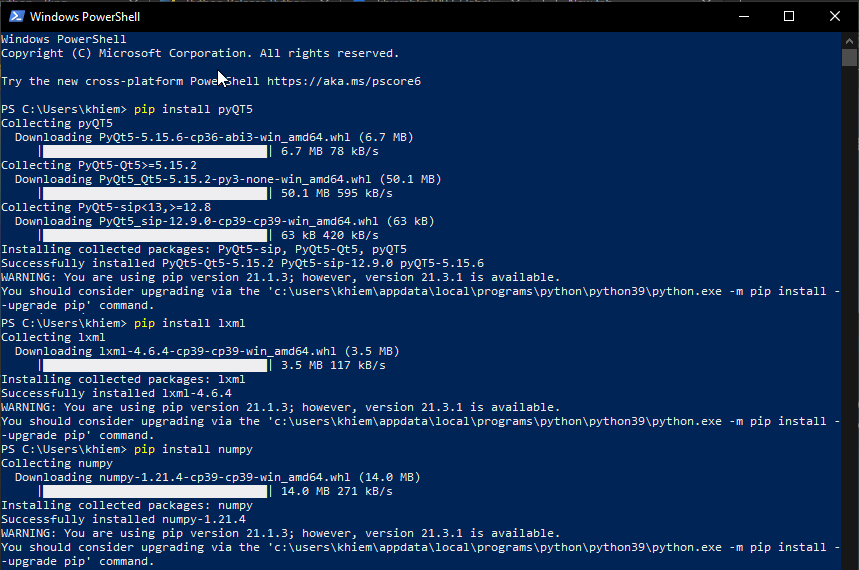 Windows PowerShell
Windows PowerShell
Copyright (C) Microsoft Corporation. All rights reserved.
Try the new cross-platform PowerShell https://aka.ms/pscore6
PS C:\Users\khiem> pip install pyQT5
Collecting pyQT5
  Downloading PyQt5-5.15.6-cp36-abi3-win_amd64.whl (6.7 MB)
     |████████████████████████████████| 6.7 MB 78 kB/s
Collecting PyQt5-Qt5>=5.15.2
  Downloading PyQt5_Qt5-5.15.2-py3-none-win_amd64.whl (50.1 MB)
     |████████████████████████████████| 50.1 MB 595 kB/s
Collecting PyQt5-sip<13,>=12.8
  Downloading PyQt5_sip-12.9.0-cp39-cp39-win_amd64.whl (63 kB)
     |████████████████████████████████| 63 kB 420 kB/s
Installing collected packages: PyQt5-sip, PyQt5-Qt5, pyQT5
Successfully installed PyQt5-Qt5-5.15.2 PyQt5-sip-12.9.0 pyQT5-5.15.6
WARNING: You are using pip version 21.1.3; however, version 21.3.1 is available.
You should consider upgrading via the 'c:\users\khiem\appdata\local\programs\python\python39\python.exe -m pip install -
-upgrade pip' command.
PS C:\Users\khiem> pip install lxml
Collecting lxml
  Downloading lxml-4.6.4-cp39-cp39-win_amd64.whl (3.5 MB)
     |████████████████████████████████| 3.5 MB 117 kB/s
Installing collected packages: lxml
Successfully installed lxml-4.6.4
WARNING: You are using pip version 21.1.3; however, version 21.3.1 is available.
You should consider upgrading via the 'c:\users\khiem\appdata\local\programs\python\python39\python.exe -m pip install -
-upgrade pip' command.
PS C:\Users\khiem> pip install numpy
Collecting numpy
  Downloading numpy-1.21.4-cp39-cp39-win_amd64.whl (14.0 MB)
     |████████████████████████████████| 14.0 MB 271 kB/s
Installing collected packages: numpy
Successfully installed numpy-1.21.4
WARNING: You are using pip version 21.1.3; however, version 21.3.1 is available.
You should consider upgrading via the 'c:\users\khiem\appdata\local\programs\python\python39\python.exe -m pip install -
-upgrade pip' command.